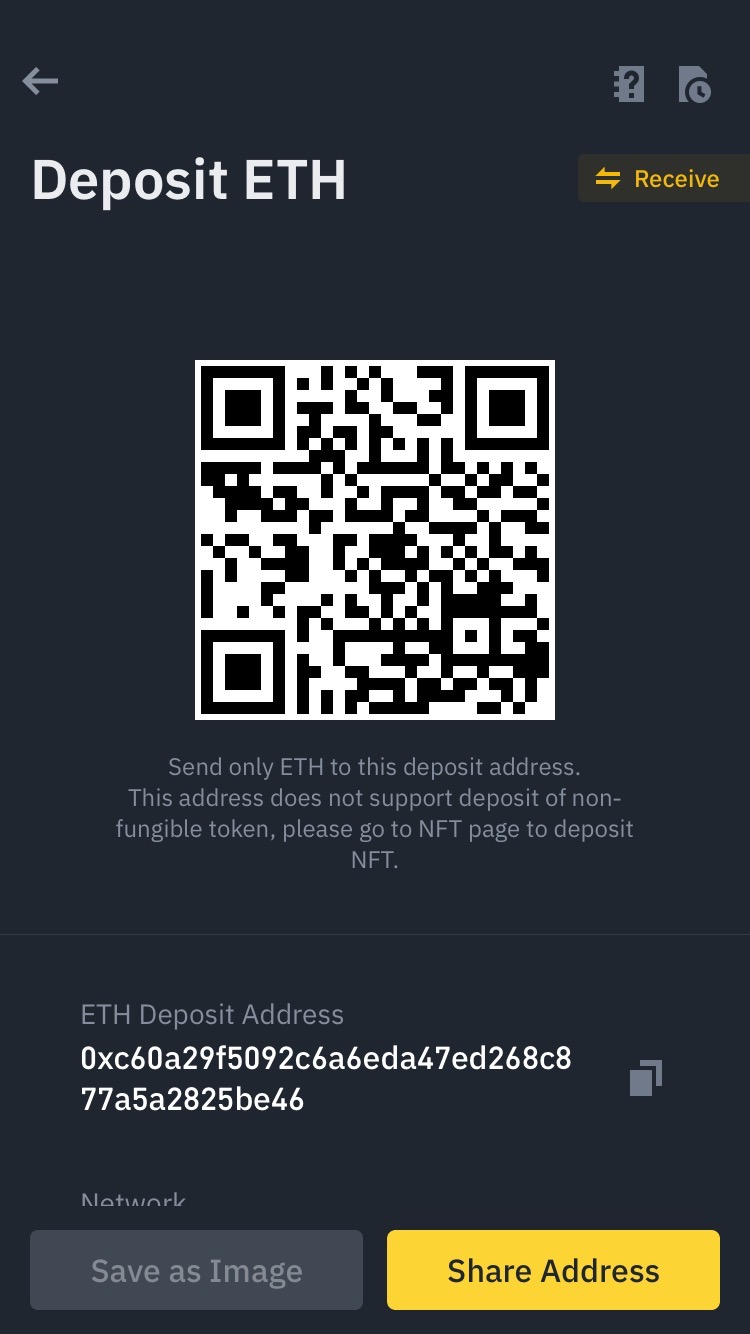 Deposit ETH
Receive
Send only ETH to this deposit address.
This address does not support deposit of non-
fungible token, please go to NFT page to deposit
NFT.
ETH Deposit Address
0xc60a29f5092c6a6eda47ed268c8
77a5a2825be46
Network
Save as Image
Share Address